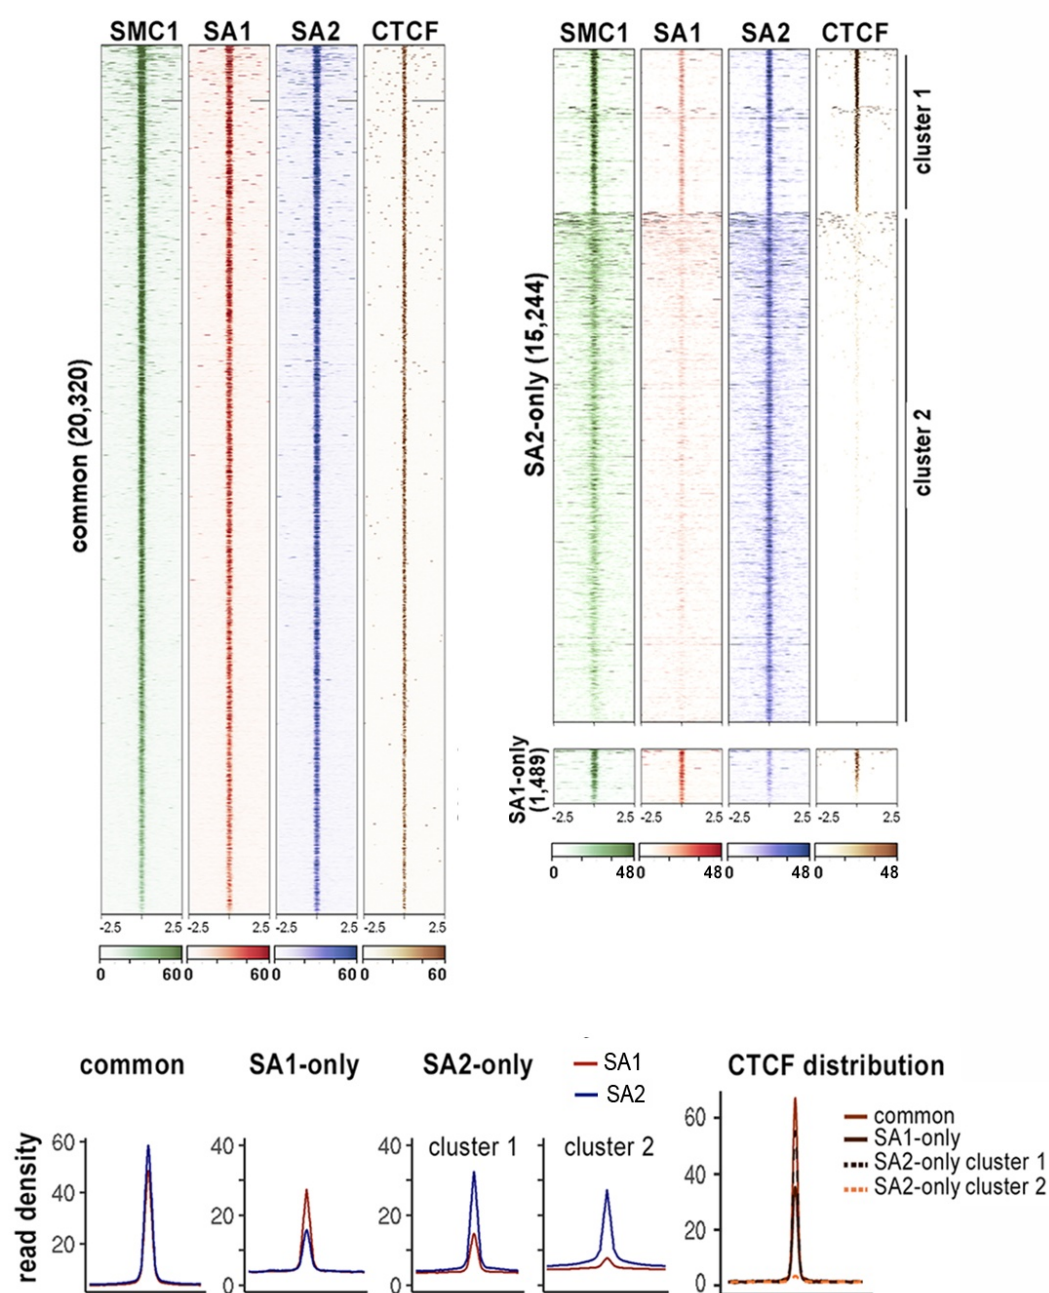 SMC1 SA1 SA2 CTCF
common (20,320)
-2.5 2.5 -2.5 2.5 -2.5 2.5 -2.5 2.5
0 60 0 60 0 60 0 60
SMC1 SA1 SA2 CTCF
SA2-only (15,244)
cluster 1
cluster 2
SA1-only
(1,489)
-2.5 2.5 -2.5 2.5 -2.5 2.5 -2.5 2.5
0 48 0 48 0 48 0 48
common
read density
60
40
20
SA1-only
40
20
0
SA2-only
SA1
SA2
cluster 1
40
20
0
cluster 2
CTCF distribution
60
40
20
0
common
SA1-only
SA2-only cluster 1
SA2-only cluster 2